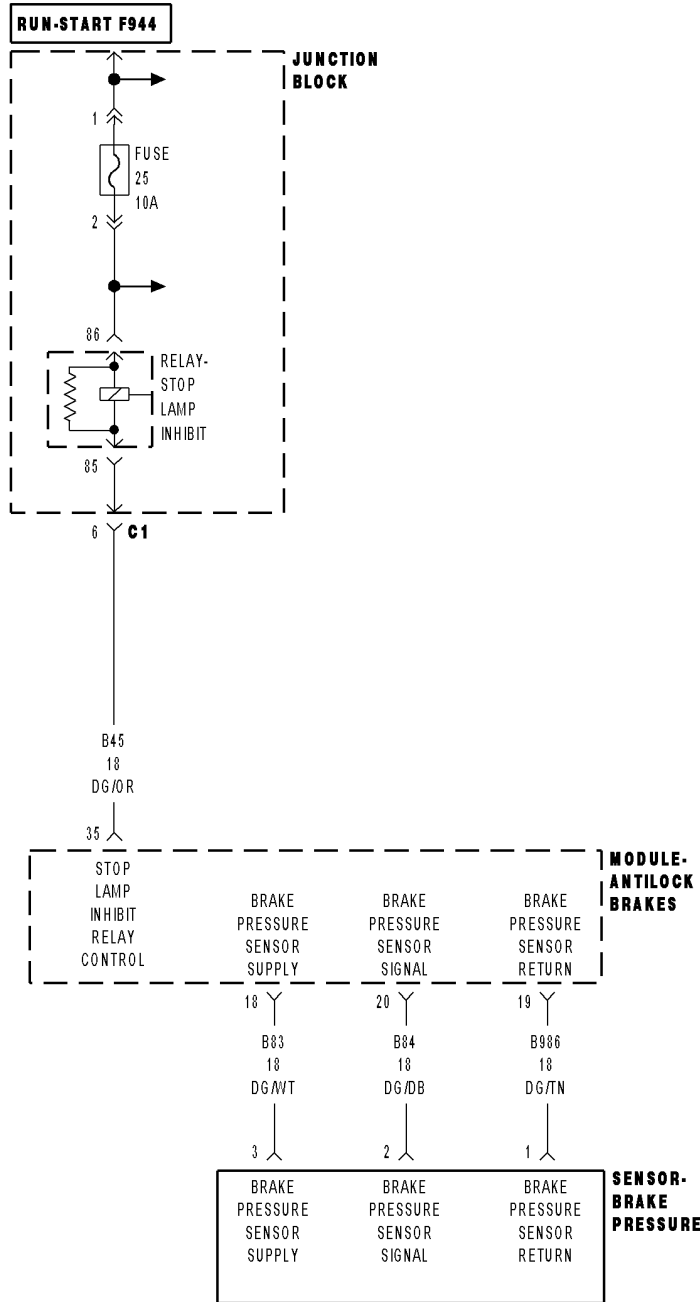 RUN-START F944
JUNCTION
BLOCK
1
FUSE
25
10A
2
86
RELAY-
STOP
LAMP
INHIBIT
85
6 C1
B45
18
DG/OR
35
STOP
LAMP
INHIBIT
RELAY
CONTROL
BRAKE
PRESSURE
SENSOR
SUPPLY
BRAKE
PRESSURE
SENSOR
SIGNAL
BRAKE
PRESSURE
SENSOR
RETURN
MODULE-
ANTILOCK
BRAKES
18
20
19
B83
18
DG/WT
B84
18
DG/DB
B986
18
DG/TN
3
2
1
BRAKE
PRESSURE
SENSOR
SUPPLY
BRAKE
PRESSURE
SENSOR
SIGNAL
BRAKE
PRESSURE
SENSOR
RETURN
SENSOR-
BRAKE
PRESSURE